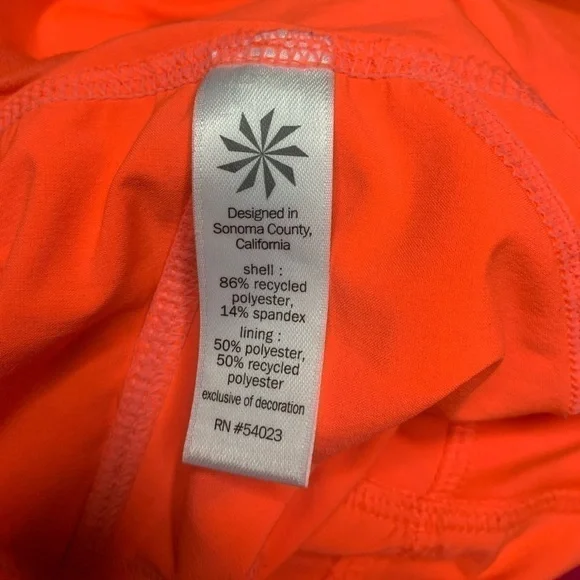 Designed in
Sonoma County,
California
shell :
86% recycled
polyester,
14% spandex
lining :
50% polyester,
50% recycled
polyester
exclusive of decoration
RN #54023